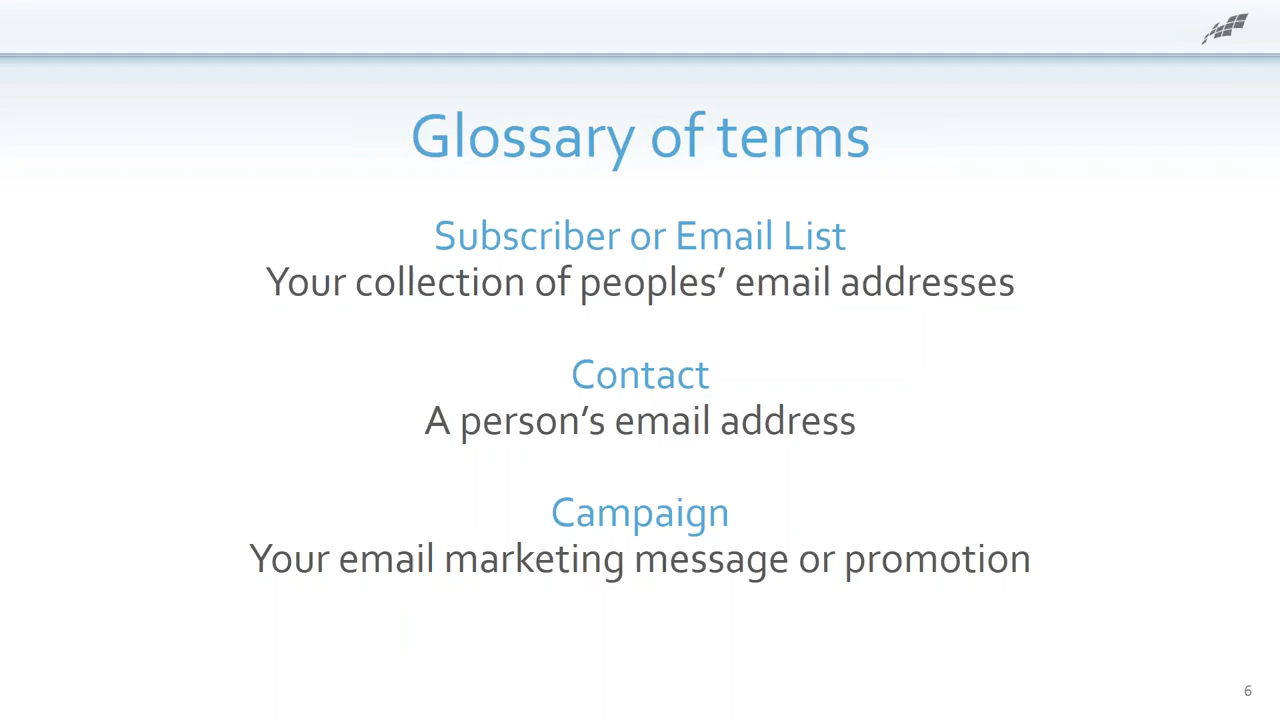 Glossary of terms
Subscriber or Email List
Your collection of peoples’ email addresses
Contact
A person’s email address
Campaign
Your email marketing message or promotion
6